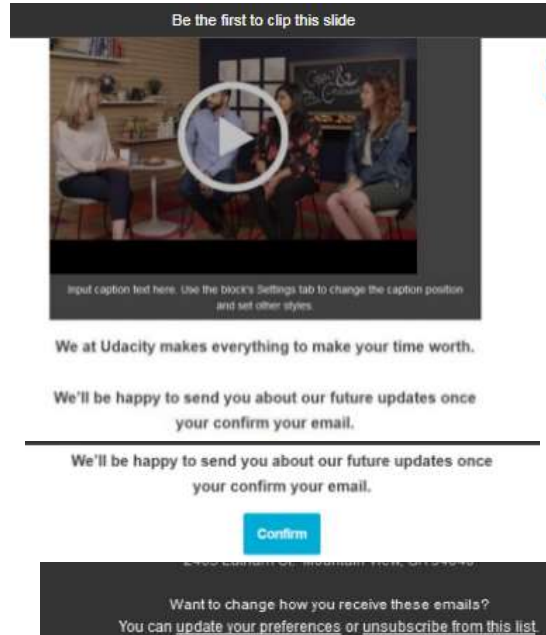 Be the first to clip this slide
Input caption text here. Use the block's Settings tab to change the caption position
and set other styles.
We at Udacity makes everything to make your time worth.
We'll be happy to send you about our future updates once
your confirm your email.
We'll be happy to send you about our future updates once
your confirm your email.
Confirm
Want to change how you receive these emails?
You can update your preferences or unsubscribe from this list.